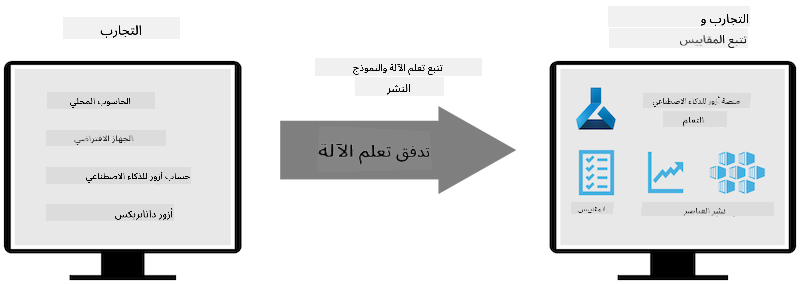 التجارب
الحاسوب المحلي
الجهاز الافتراضي
حساب أزور للذكاء الاصطناعي
أزور داتابريكس
تتبع تعلم الآلة والنموذج
النشر
تدفق تعلم الآلة
التجارب و
تتبع المقاييس
منصة أزور للذكاء الاصطناعي
التعلم
المقاييس
نشر العناصر